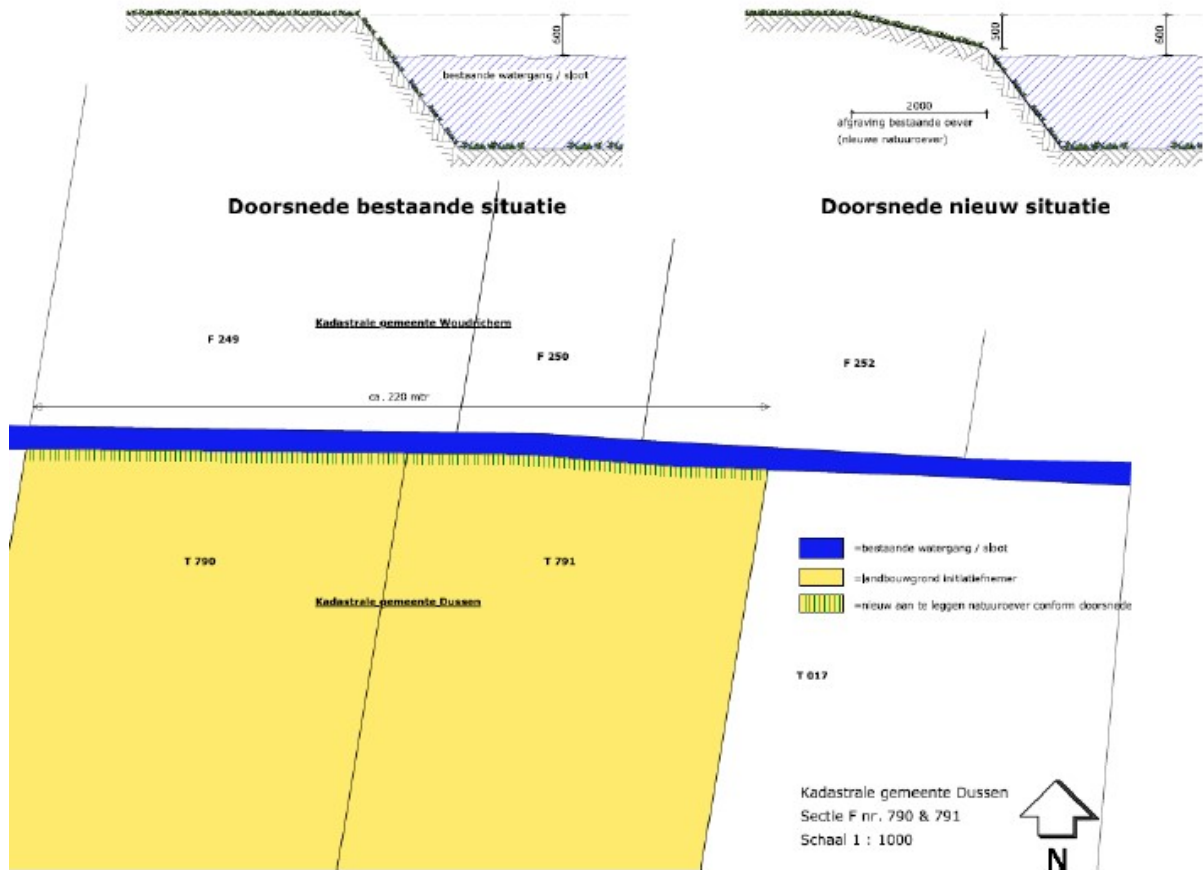 600
bestaande watergang / sloot
500
600
2000
afgraving bestaande oever
(nieuwe natuuroever)
Doorsnede bestaande situatie
Doorsnede nieuw situatie
Kadastrale gemeente Woudrichem
F 249
F 250
F 252
ca. 220 mtr
T 790
T 791
Kadastrale gemeente Dussen
=bestaande watergang / sloot
=landbouwgrond initiatiefnemer
=nieuw aan te leggen natuuroever conform doorsnede
T 017
Kadastrale gemeente Dussen
Sectie F nr. 790 & 791
Schaal 1 : 1000
N